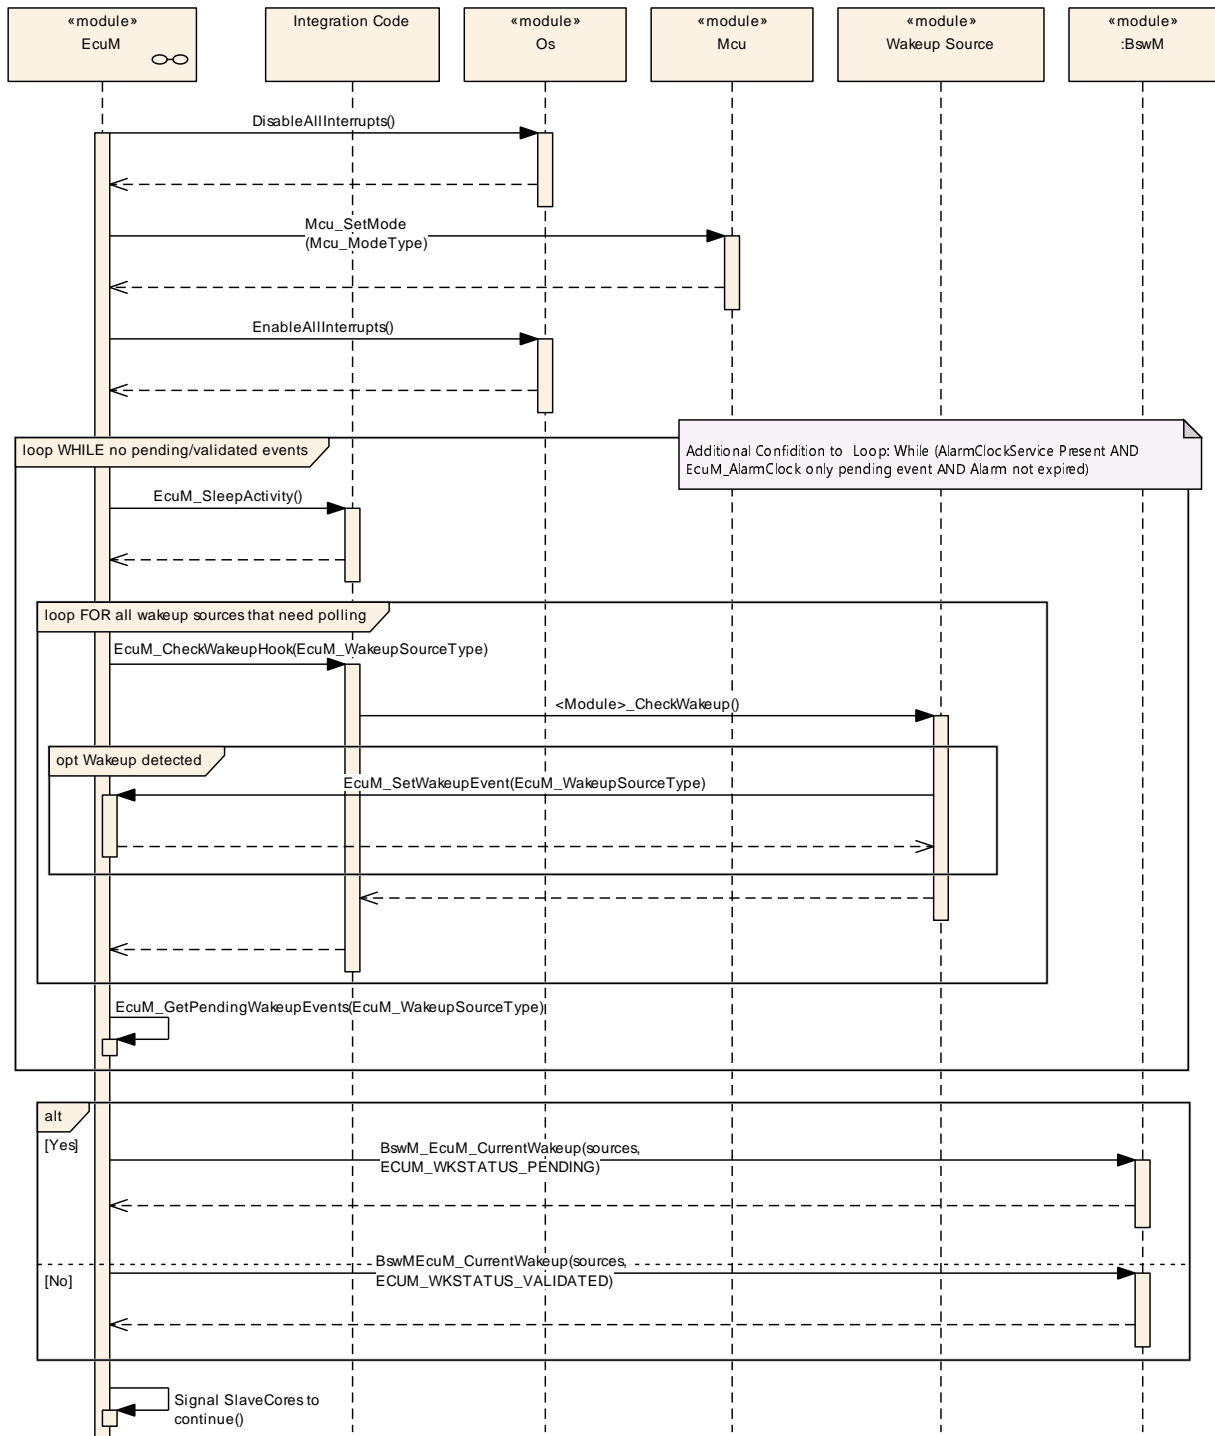 «module»
EcuM
Integration Code
«module»
Os
«module»
Mcu
«module»
Wakeup Source
«module»
:BswM
DisableAllInterrupts()
Mcu_SetMode
(Mcu_ModeType)
EnableAllInterrupts()
loop WHILE no pending/validated events
Additional Confidition to Loop: While (AlarmClockService Present AND
EcuM_AlarmClock only pending event AND Alarm not expired)
EcuM_SleepActivity()
loop FOR all wakeup sources that need polling
EcuM_CheckWakeupHook(EcuM_WakeupSourceType)
<Module>_CheckWakeup()
opt Wakeup detected
EcuM_SetWakeupEvent(EcuM_WakeupSourceType)
EcuM_GetPendingWakeupEvents(EcuM_WakeupSourceType)
alt
[Yes]
BswM_EcuM_CurrentWakeup(sources,
ECUM_WKSTATUS_PENDING)
BswMEcuM_CurrentWakeup(sources,
[No]
ECUM_WKSTATUS_VALIDATED)
Signal SlaveCores to
continue()